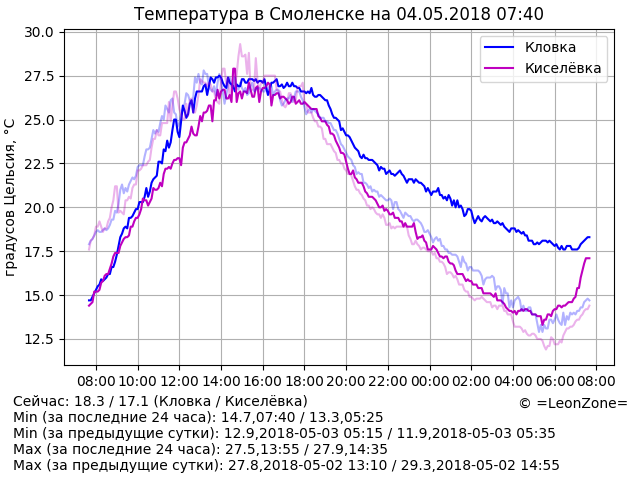 Температура в Смоленске на 04.05.2018 07:40
30.0
27.5
25.0
22.5
20.0
17.5
15.0
12.5
градусов Цельсия, °C
Кловка
Киселёвка
08:00 10:00 12:00 14:00 16:00 18:00 20:00 22:00 00:00 02:00 04:00 06:00 08:00
Сейчас: 18.3 / 17.1 (Кловка / Киселёвка)
© =LeonZone=
Min (за последние 24 часа): 14.7,07:40 / 13.3,05:25
Min (за предыдущие сутки): 12.9,2018-05-03 05:15 / 11.9,2018-05-03 05:35
Max (за последние 24 часа): 27.5,13:55 / 27.9,14:35
Max (за предыдущие сутки): 27.8,2018-05-02 13:10 / 29.3,2018-05-02 14:55